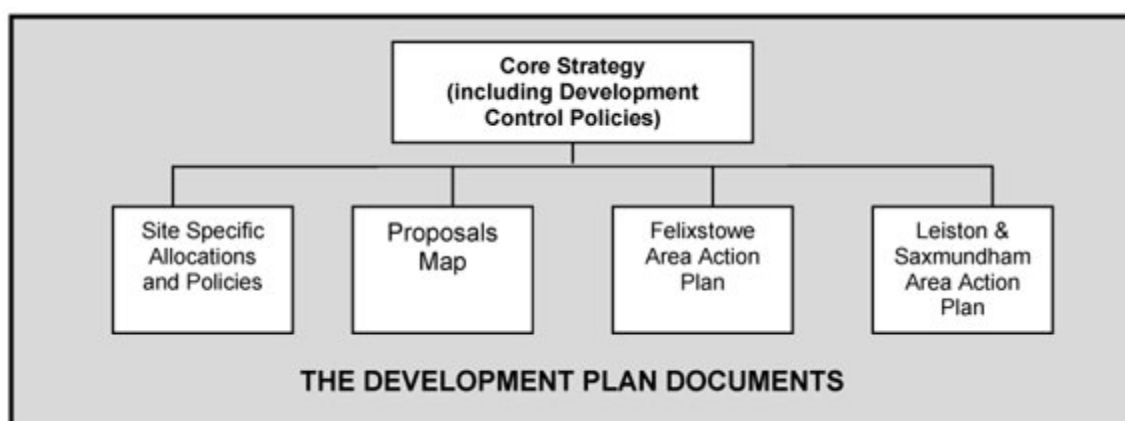 Core Strategy
(including Development
Control Policies)
Site Specific
Allocations
and Policies
Proposals
Map
Felixstowe
Area Action
Plan
Leiston &
Saxmundham
Area Action
Plan
THE DEVELOPMENT PLAN DOCUMENTS